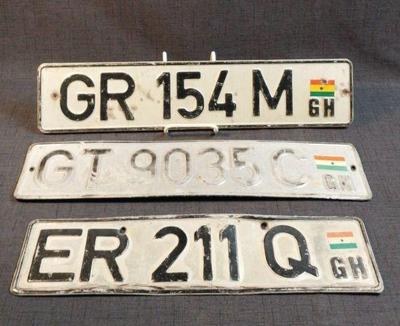 GR 154 M GH
GT 9035 C GH
ER 211 Q GH